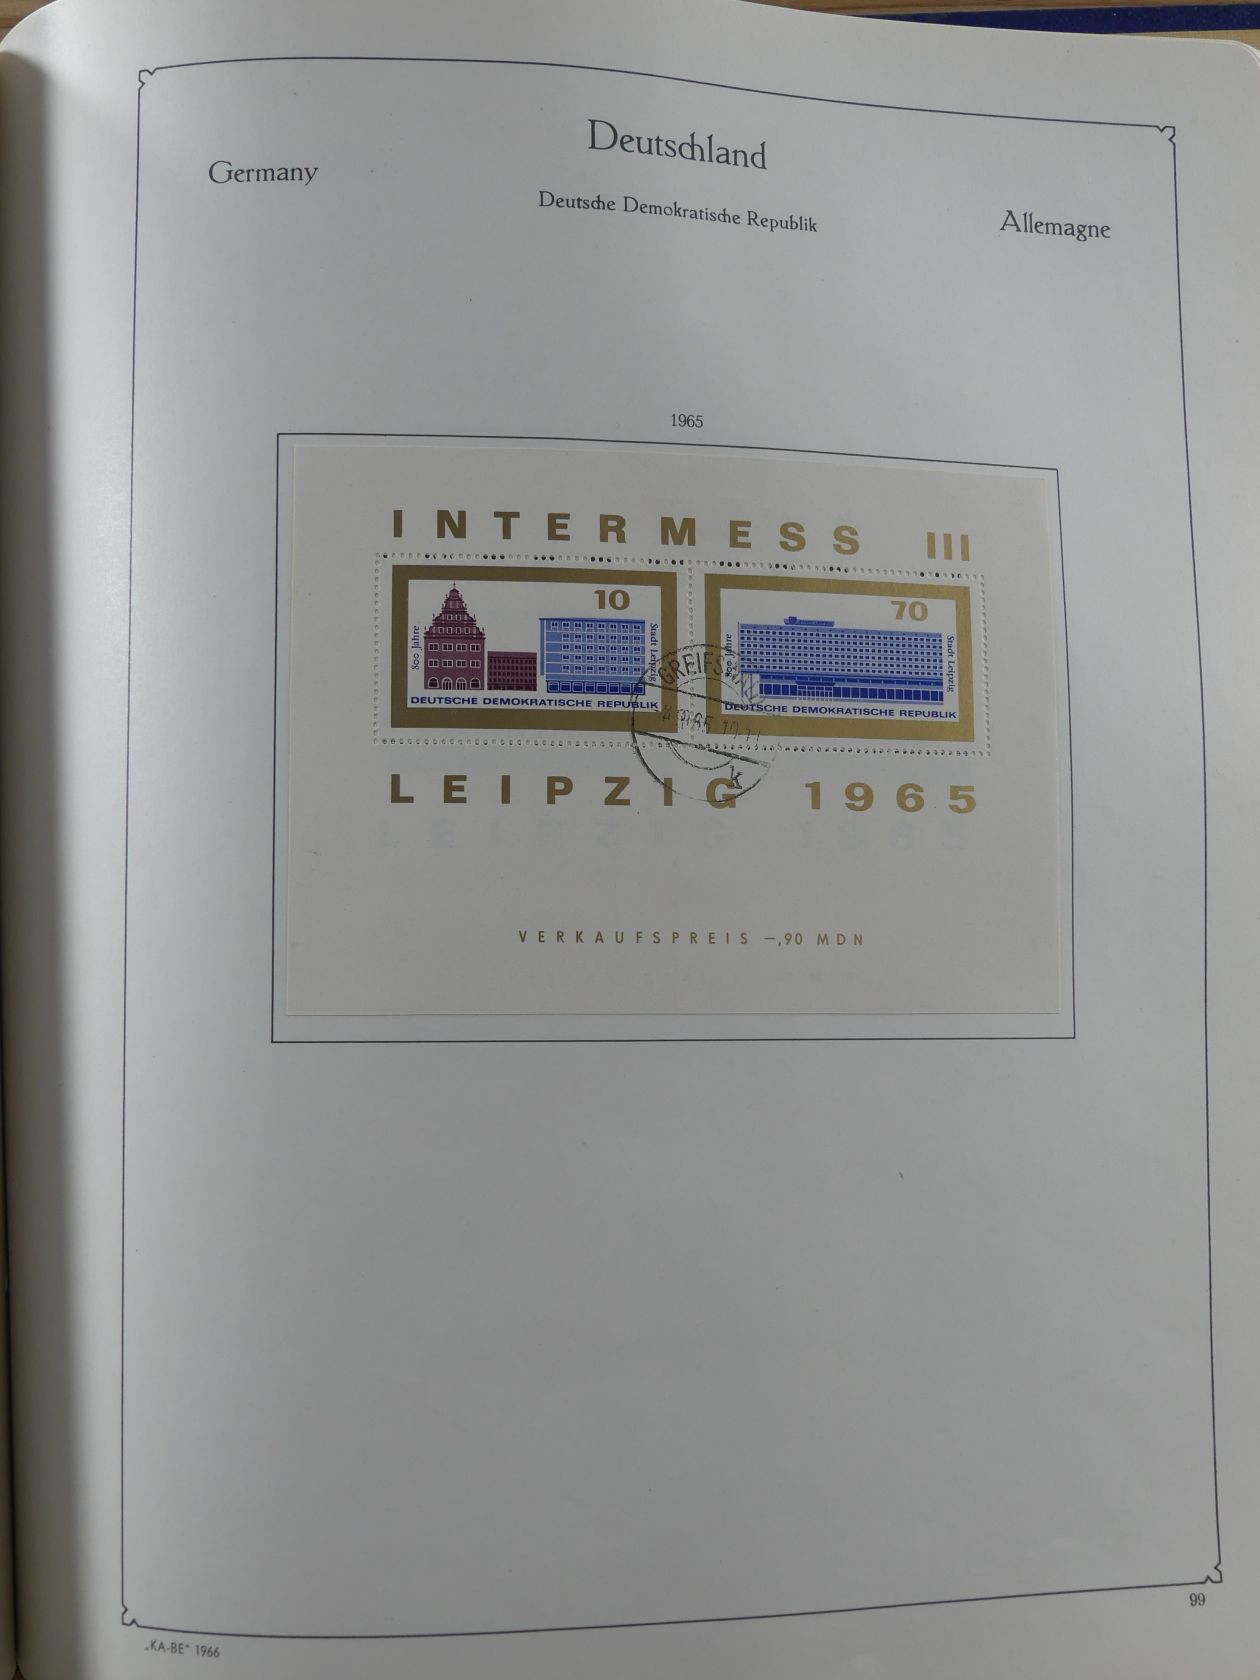 Deutschland
Germany
Deutsche Demokratische Republik
Allemagne
1965
INTERMESS III
10
800 Jahre
Stadt Leipzig
DEUTSCHE DEMOKRATISCHE REPUBLIK
70
800 Jahre
Stadt Leipzig
DEUTSCHE DEMOKRATISCHE REPUBLIK
k
LEIPZIG 1965
VERKAUFSPREIS –,90 MDN
99
„KA-BE“ 1966